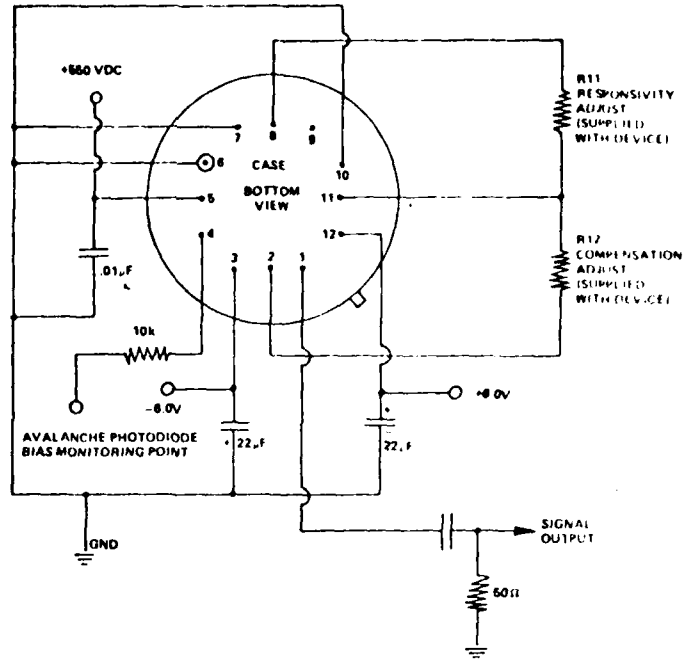 +550 VDC
R11
RESPONSIVITY
ADJUST
(SUPPLIED
WITH DEVICE)
7
8
9
6
CASE
10
BOTTOM
VIEW
5
11
4
12
3
2
1
R12
COMPENSATION
ADJUST
(SUPPLIED
WITH DEVICE)
.01μF
10k
-6.0V
+6.0V
+
AVALANCHE PHOTODIODE
BIAS MONITORING POINT
+ 22μF
22μF
GND
SIGNAL
OUTPUT
50Ω